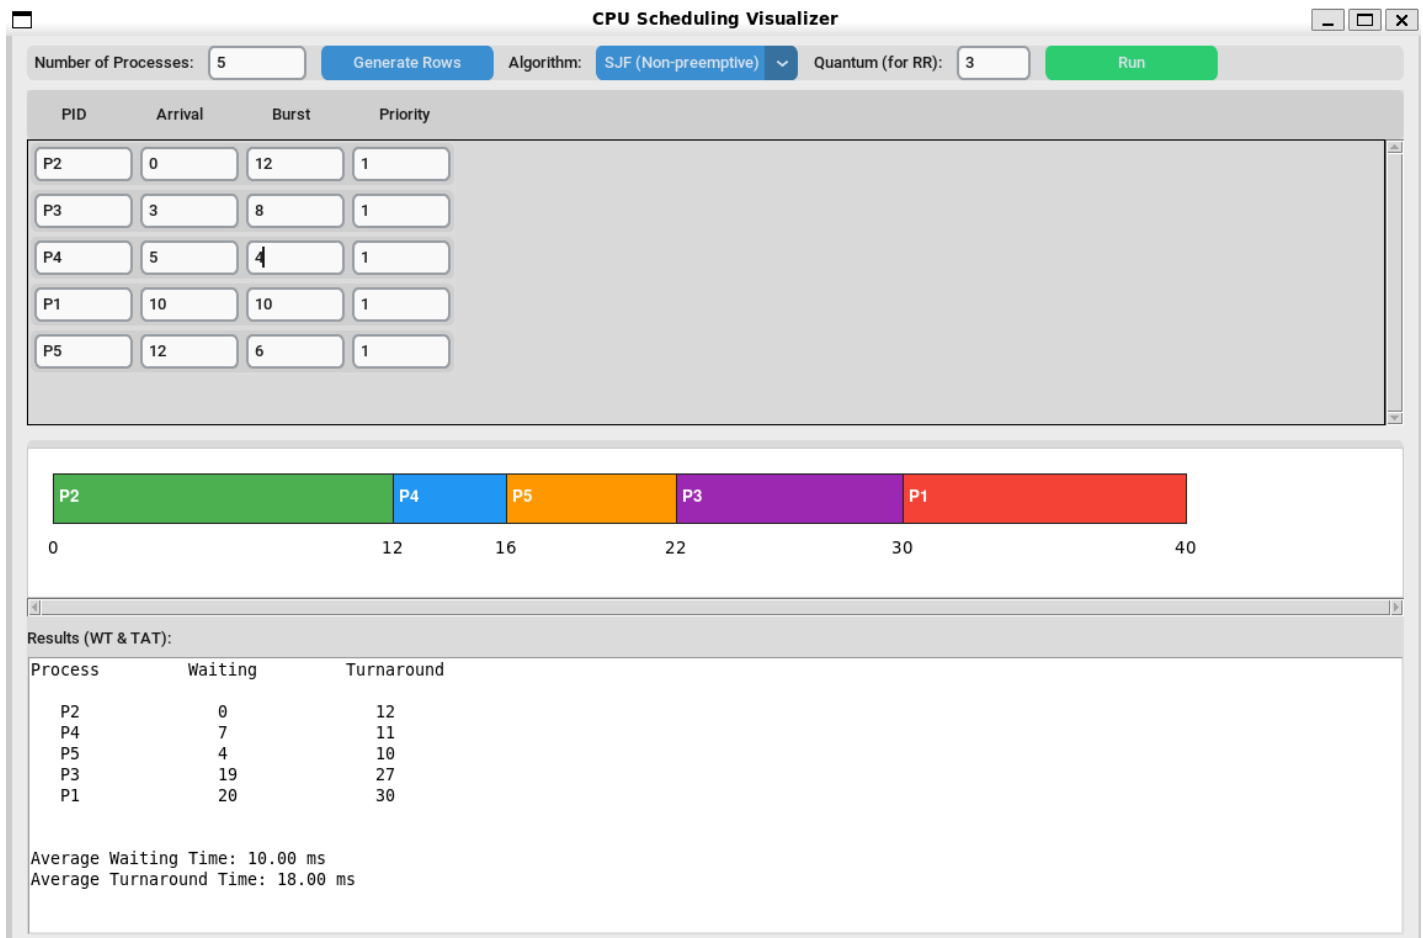 CPU Scheduling Visualizer
Number of Processes: 5 Generate Rows Algorithm: SJF (Non-preemptive) Quantum (for RR): 3 Run
PID Arrival Burst Priority
P2 0 12 1
P3 3 8 1
P4 5 4 1
P1 10 10 1
P5 12 6 1
P2 P4 P5 P3 P1
0 12 16 22 30 40
Results (WT & TAT):
Process Waiting Turnaround
P2 0 12
P4 7 11
P5 4 10
P3 19 27
P1 20 30
Average Waiting Time: 10.00 ms
Average Turnaround Time: 18.00 ms